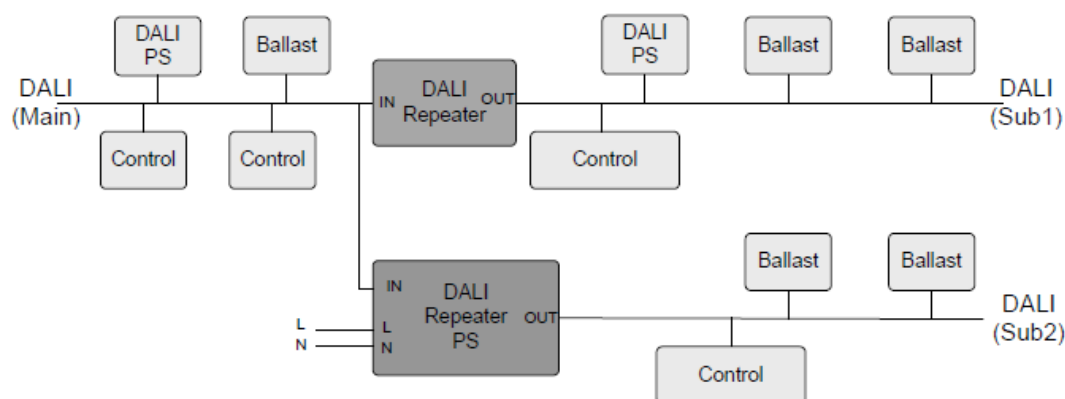 DALI
PS
Ballast
DALI
PS
Ballast
Ballast
DALI
(Main)
IN
DALI
Repeater
OUT
DALI
(Sub1)
Control
Control
Control
Ballast
Ballast
IN
DALI
Repeater
PS
OUT
L
N
L
N
DALI
(Sub2)
Control